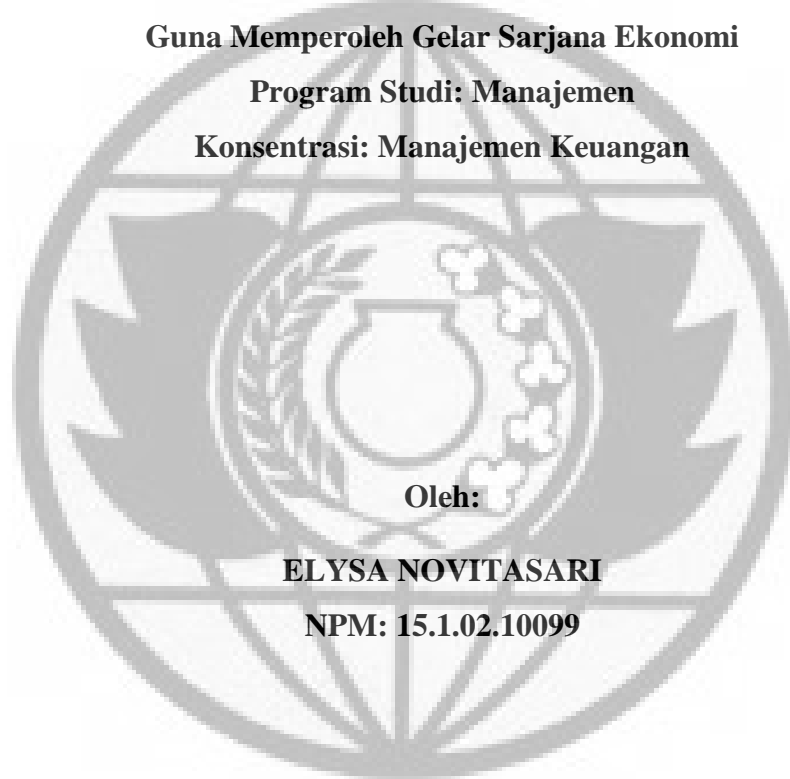 Guna Memperoleh Gelar Sarjana Ekonomi
Program Studi: Manajemen
Konsentrasi: Manajemen Keuangan
Oleh:
ELYSA NOVITASARI
NPM: 15.1.02.10099